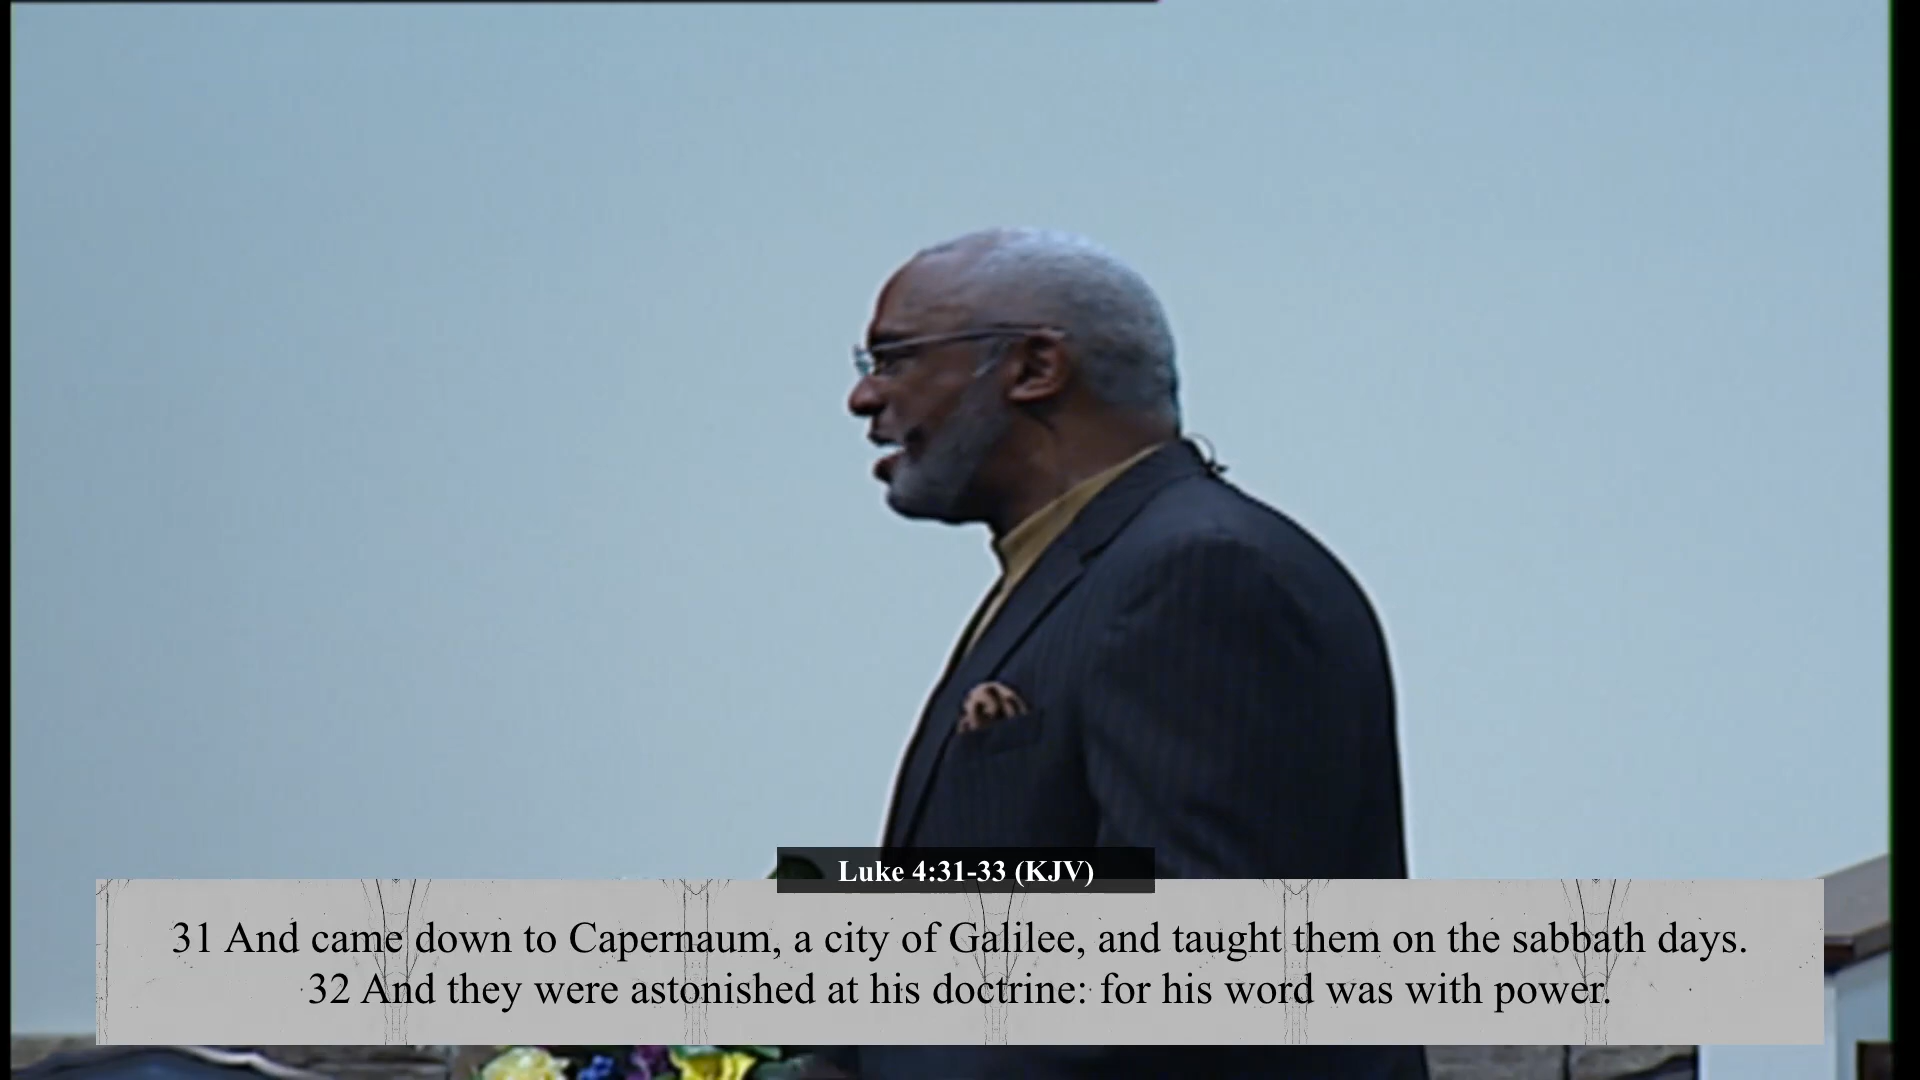 Luke 4:31-33 (KJV)
31 And came down to Capernaum, a city of Galilee, and taught them on the sabbath days.
32 And they were astonished at his doctrine: for his word was with power.